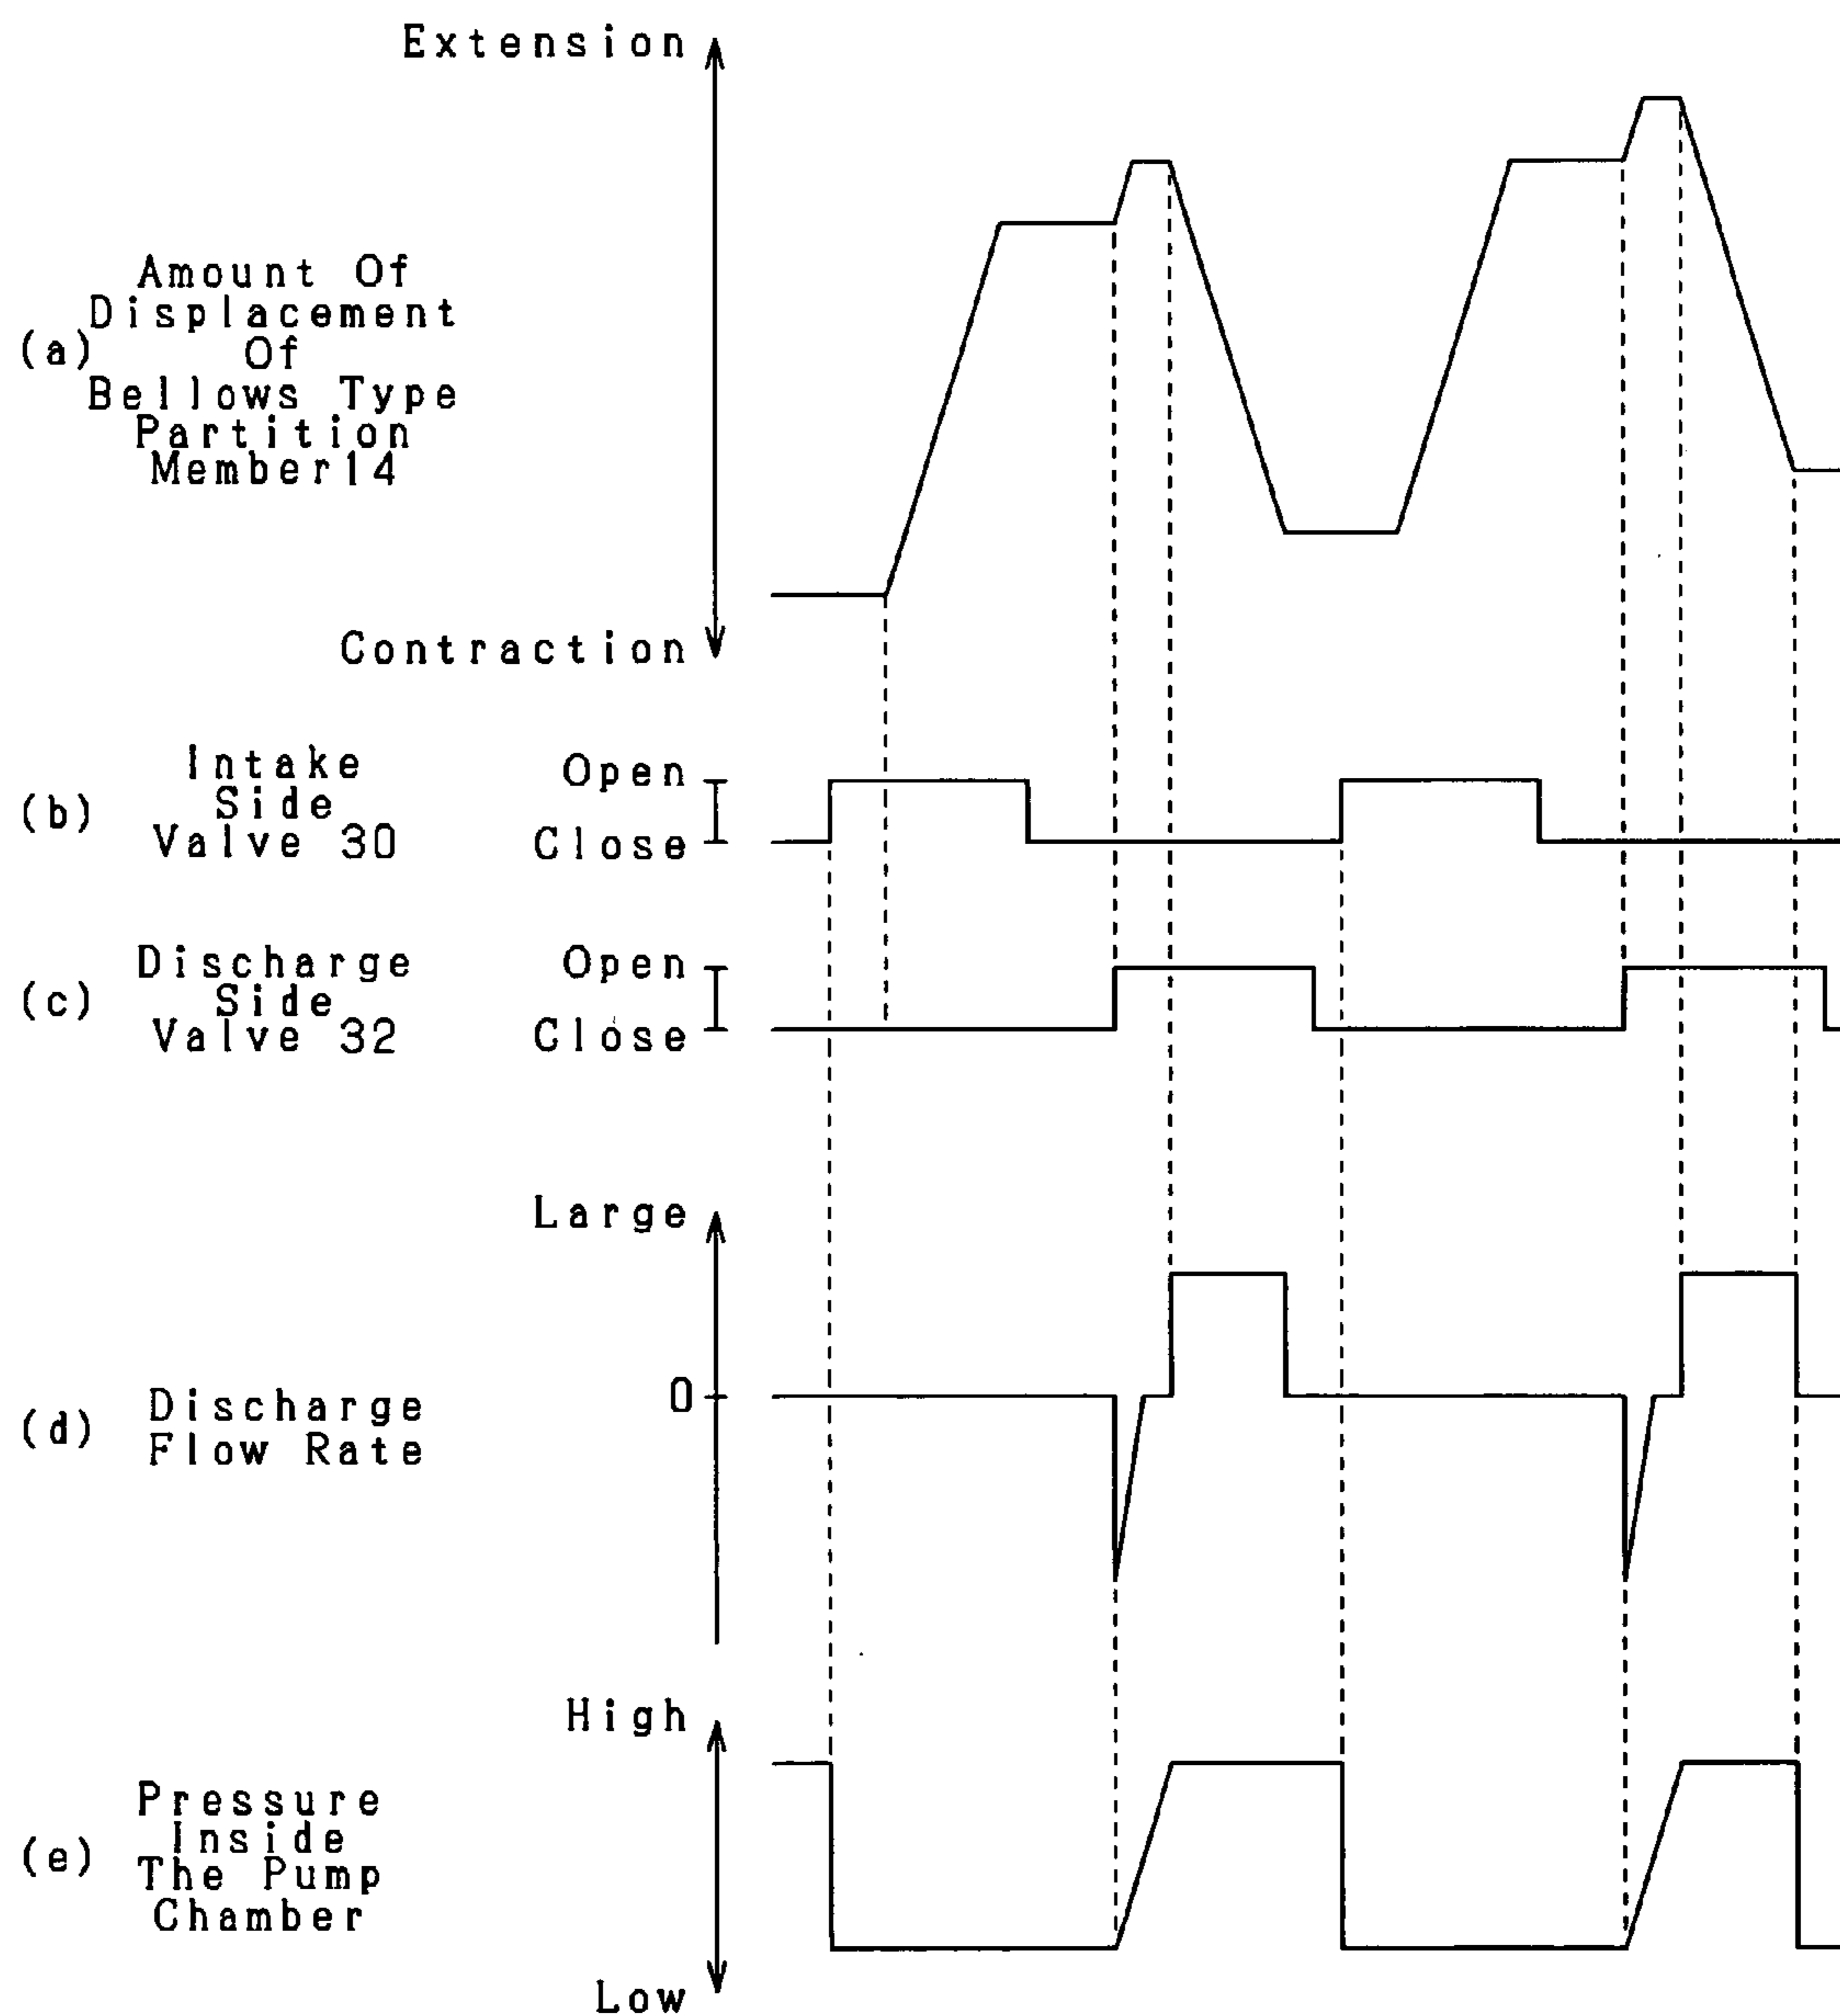 Extension
(a)
Amount Of
Displacement
Of
Bellows Type
Partition
Member14
Contraction
(b)
Intake
Side
Valve 30
Open
Close
(c)
Discharge
Side
Valve 32
Open
Close
Large
0
(d)
Discharge
Flow Rate
High
(e)
Pressure
Inside
The Pump
Chamber
Low